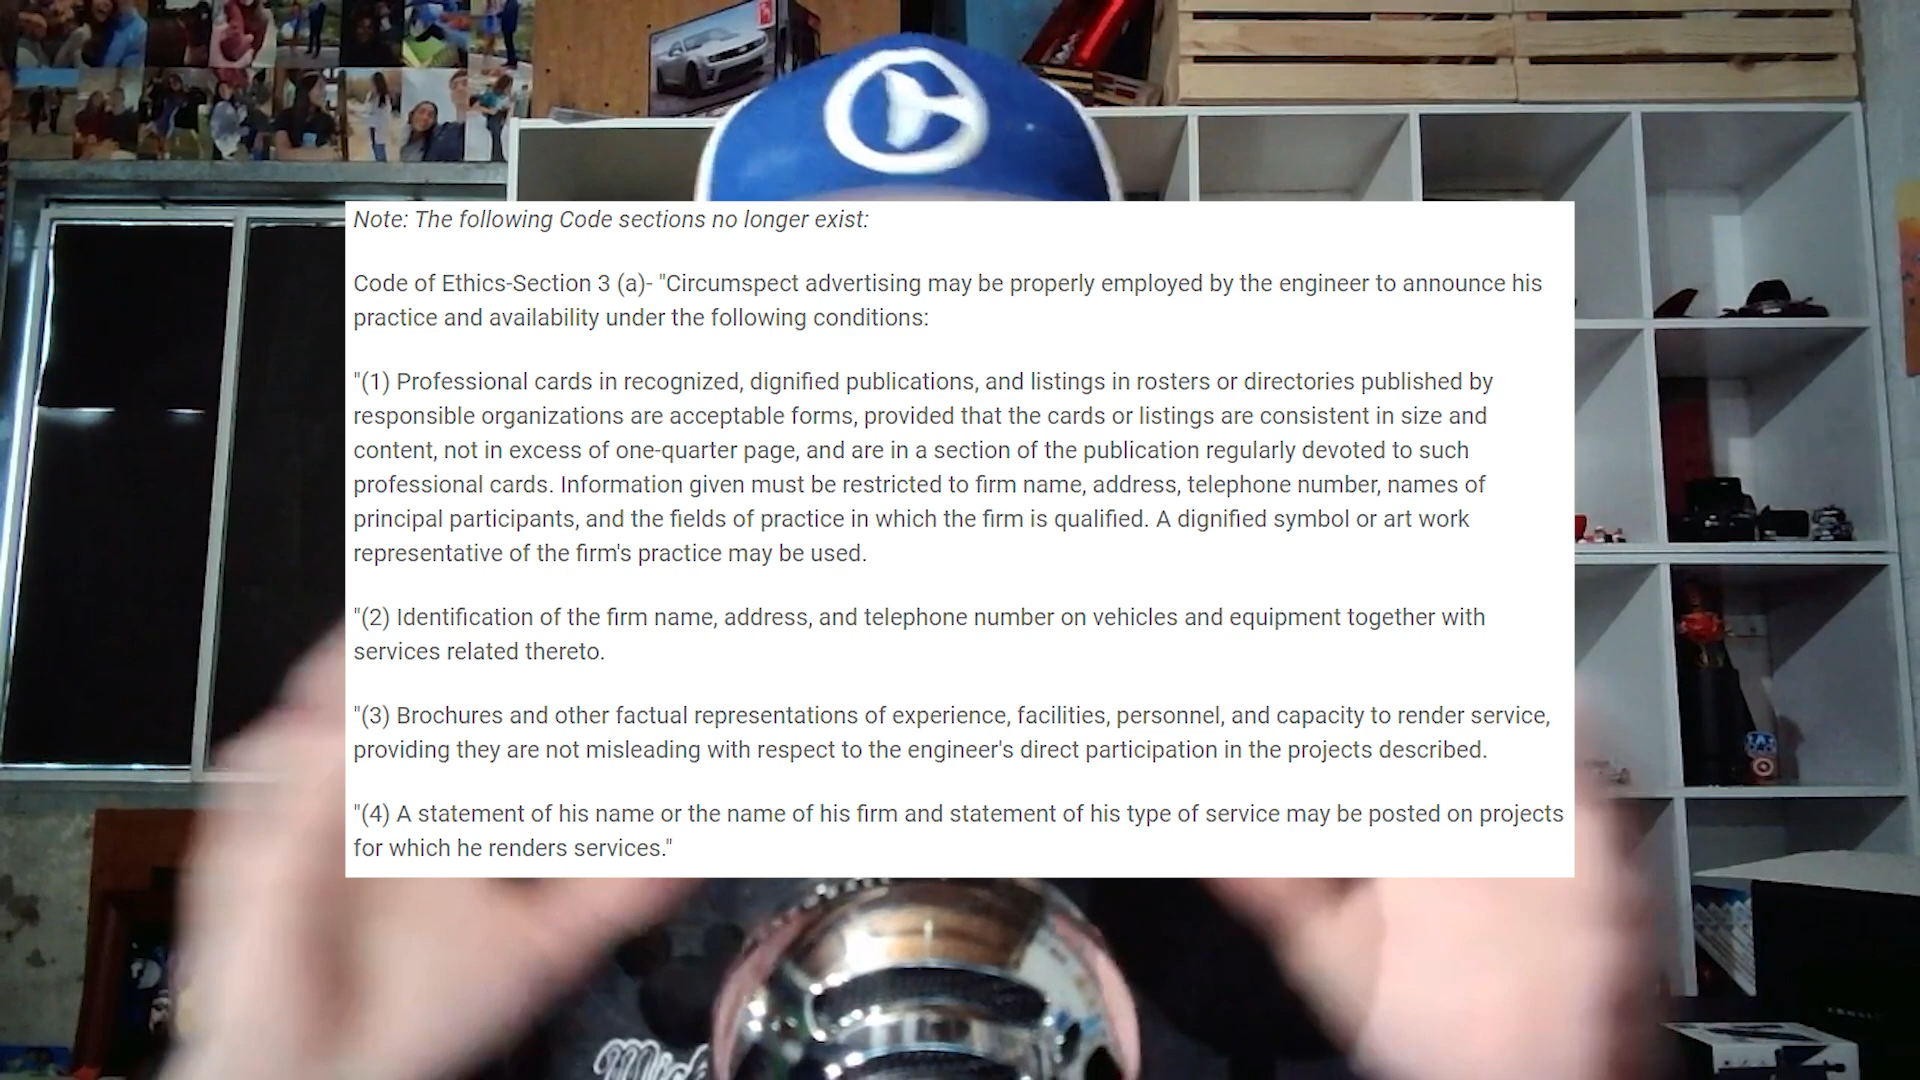 Note: The following Code sections no longer exist:
Code of Ethics-Section 3 (a)- "Circumspect advertising may be properly employed by the engineer to announce his
practice and availability under the following conditions:
"(1) Professional cards in recognized, dignified publications, and listings in rosters or directories published by
responsible organizations are acceptable forms, provided that the cards or listings are consistent in size and
content, not in excess of one-quarter page, and are in a section of the publication regularly devoted to such
professional cards. Information given must be restricted to firm name, address, telephone number, names of
principal participants, and the fields of practice in which the firm is qualified. A dignified symbol or art work
representative of the firm's practice may be used.
"(2) Identification of the firm name, address, and telephone number on vehicles and equipment together with
services related thereto.
"(3) Brochures and other factual representations of experience, facilities, personnel, and capacity to render service,
providing they are not misleading with respect to the engineer's direct participation in the projects described.
"(4) A statement of his name or the name of his firm and statement of his type of service may be posted on projects
for which he renders services."